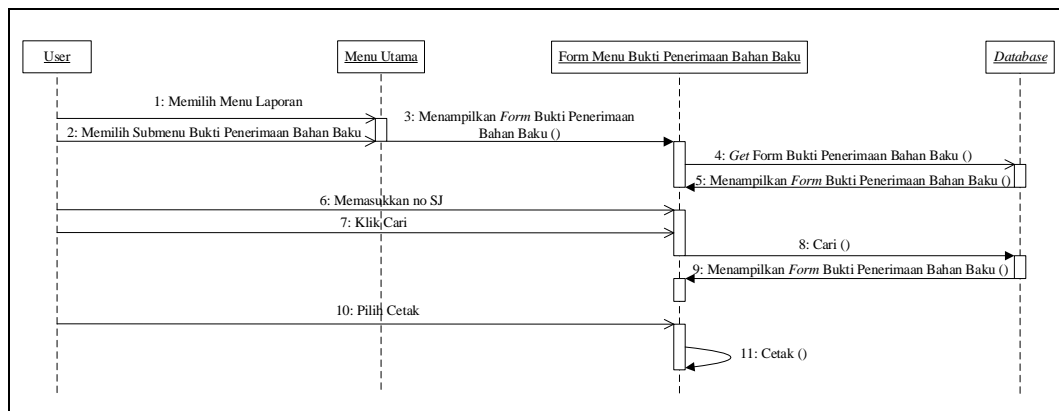 User
Menu Utama
Form Menu Bukti Penerimaan Bahan Baku
Database
1: Memilih Menu Laporan
2: Memilih Submenu Bukti Penerimaan Bahan Baku
3: Menampilkan Form Bukti Penerimaan
Bahan Baku ()
4: Get Form Bukti Penerimaan Bahan Baku ()
5: Menampilkan Form Bukti Penerimaan Bahan Baku ()
6: Memasukkan no SJ
7: Klik Cari
8: Cari ()
9: Menampilkan Form Bukti Penerimaan Bahan Baku ()
10: Pilih Cetak
11: Cetak ()